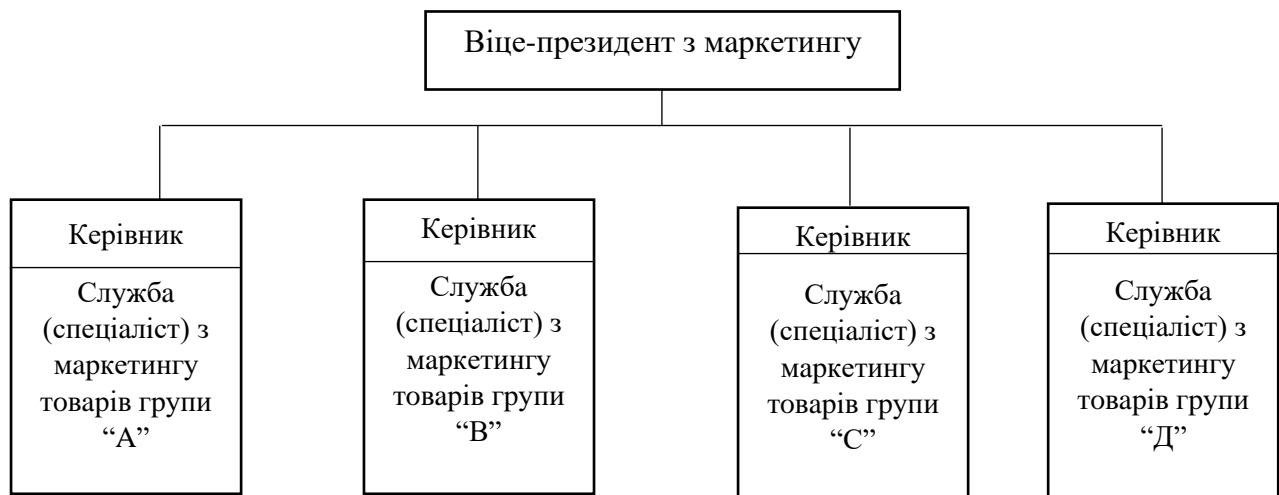 Віце-президент з маркетингу
Керівник
Служба
(спеціаліст) з
маркетингу
товарів групи
“А”
Керівник
Служба
(спеціаліст) з
маркетингу
товарів групи
“В”
Керівник
Служба
(спеціаліст) з
маркетингу
товарів групи
“С”
Керівник
Служба
(спеціаліст) з
маркетингу
товарів групи
“Д”